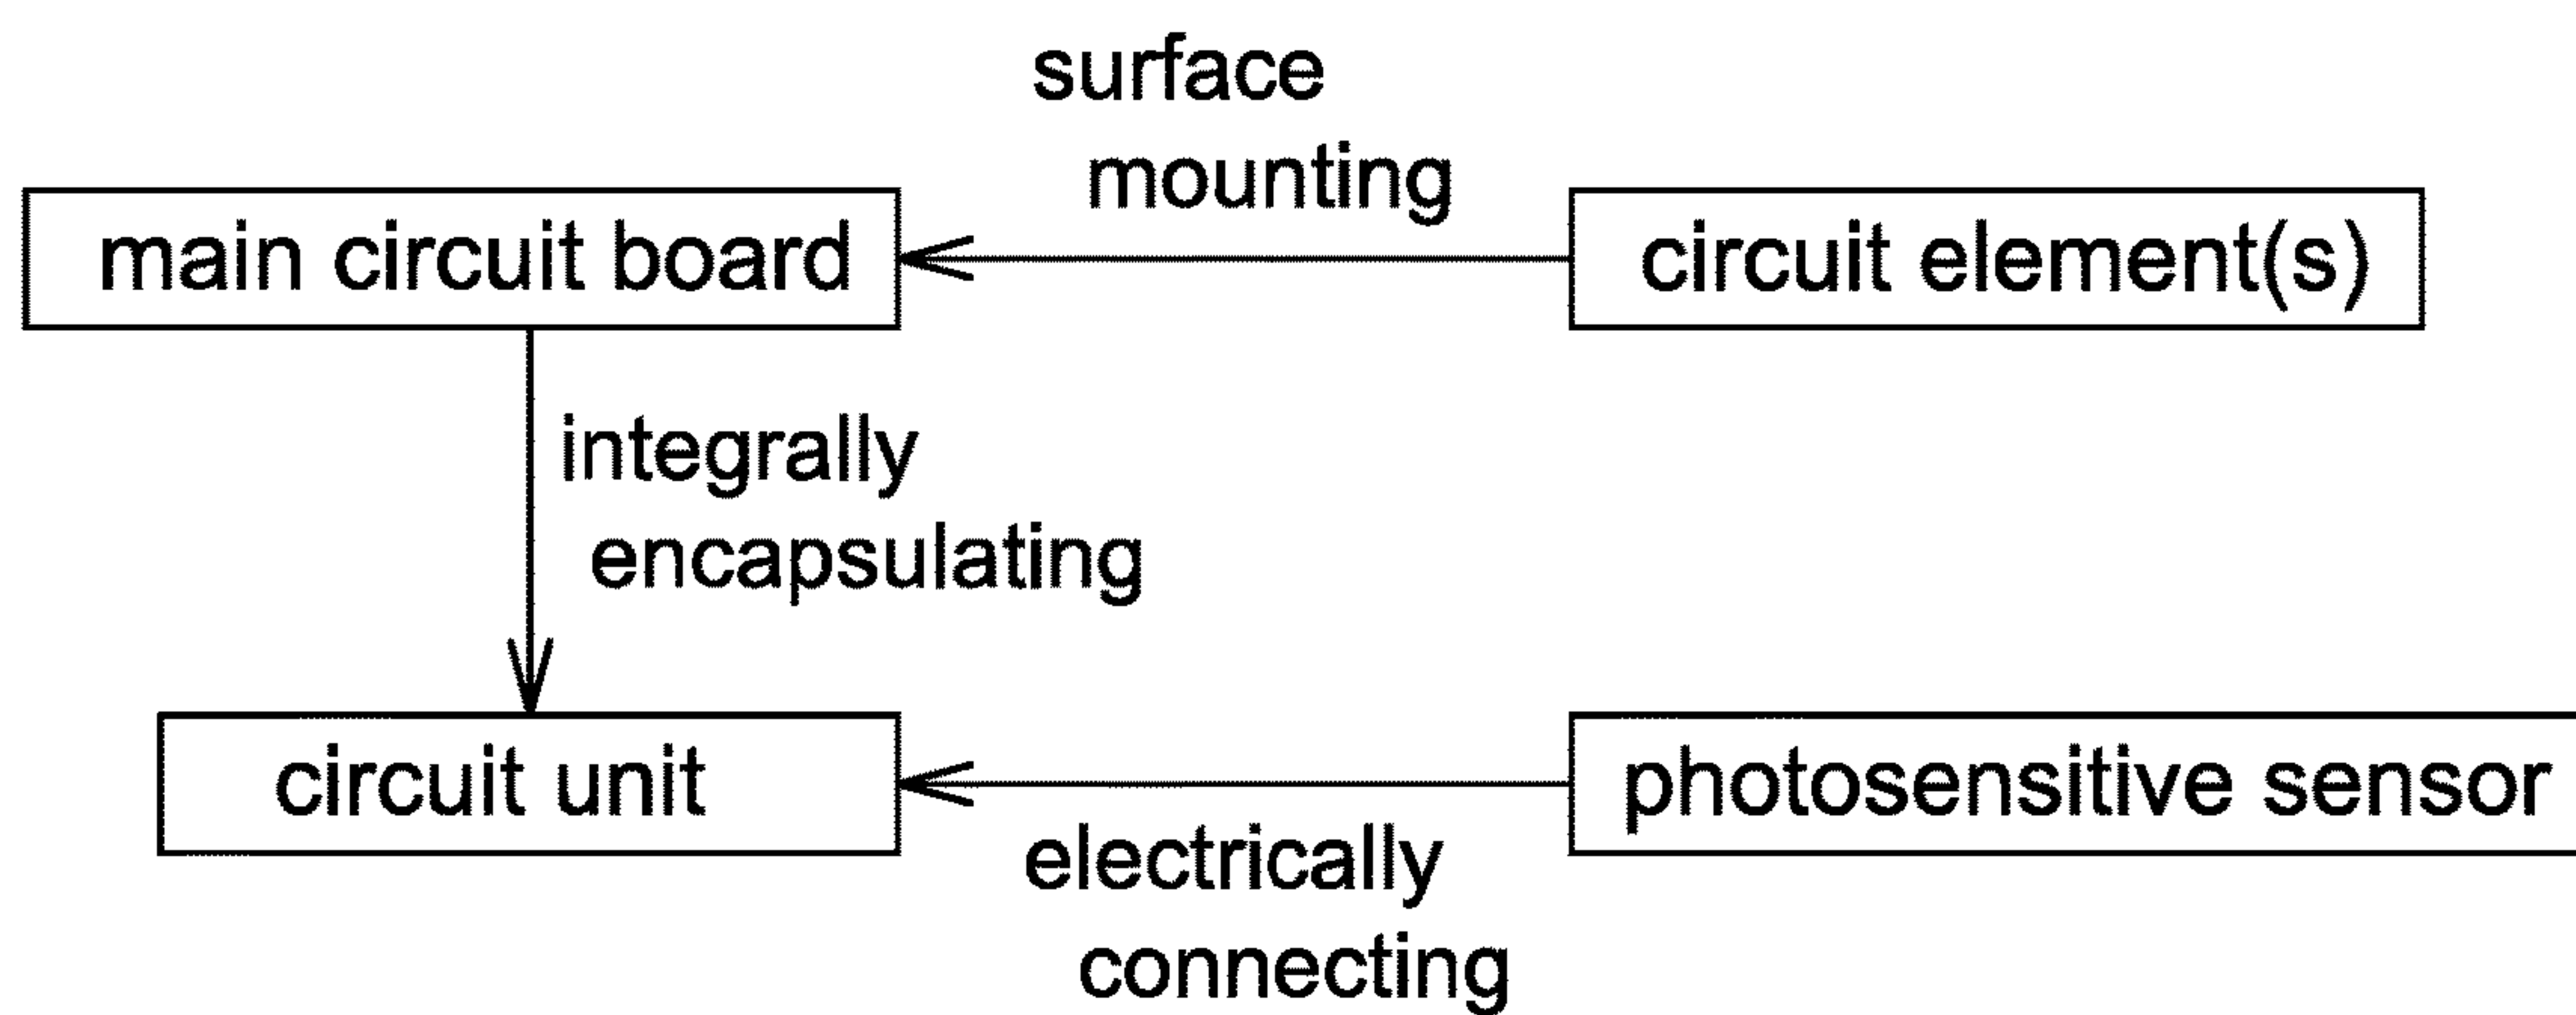 surface
mounting
main circuit board
circuit element(s)
integrally
encapsulating
circuit unit
photosensitive sensor
electrically
connecting